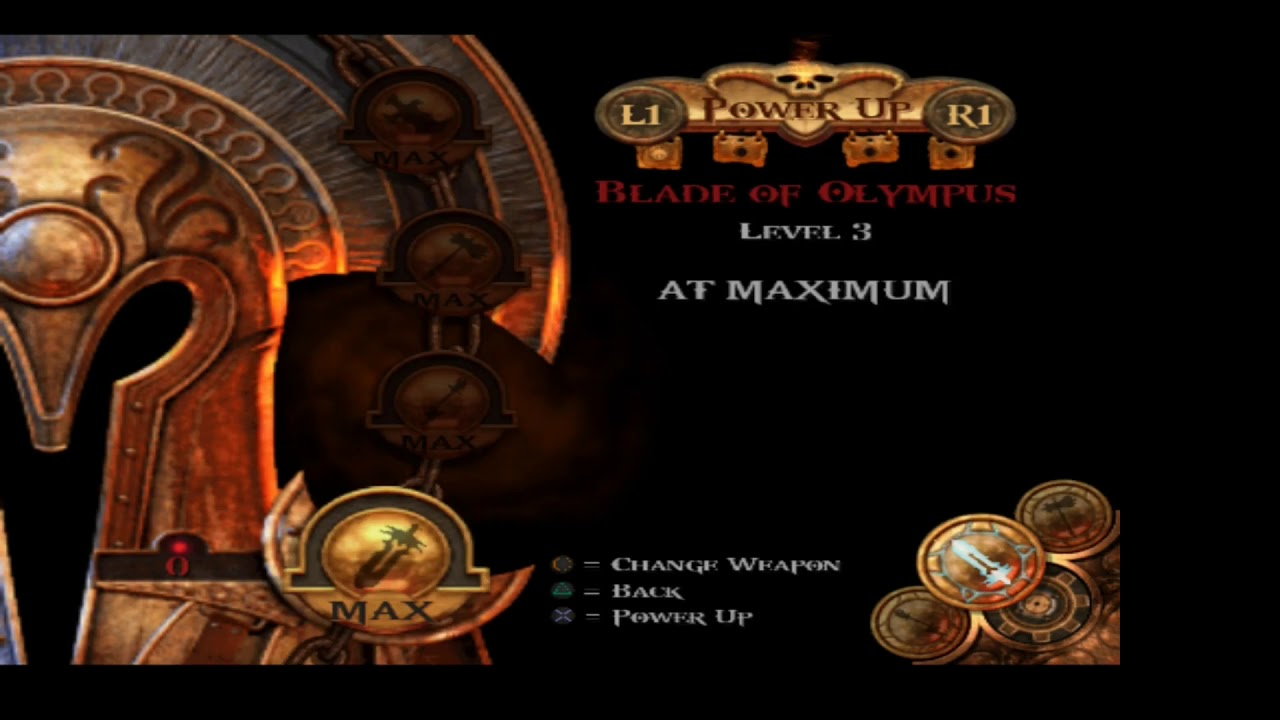 L1 Power Up R1
Blade of Olympus
Level 3
At Maximum
MAX
MAX
MAX
MAX
0
= Change Weapon
= Back
= Power Up